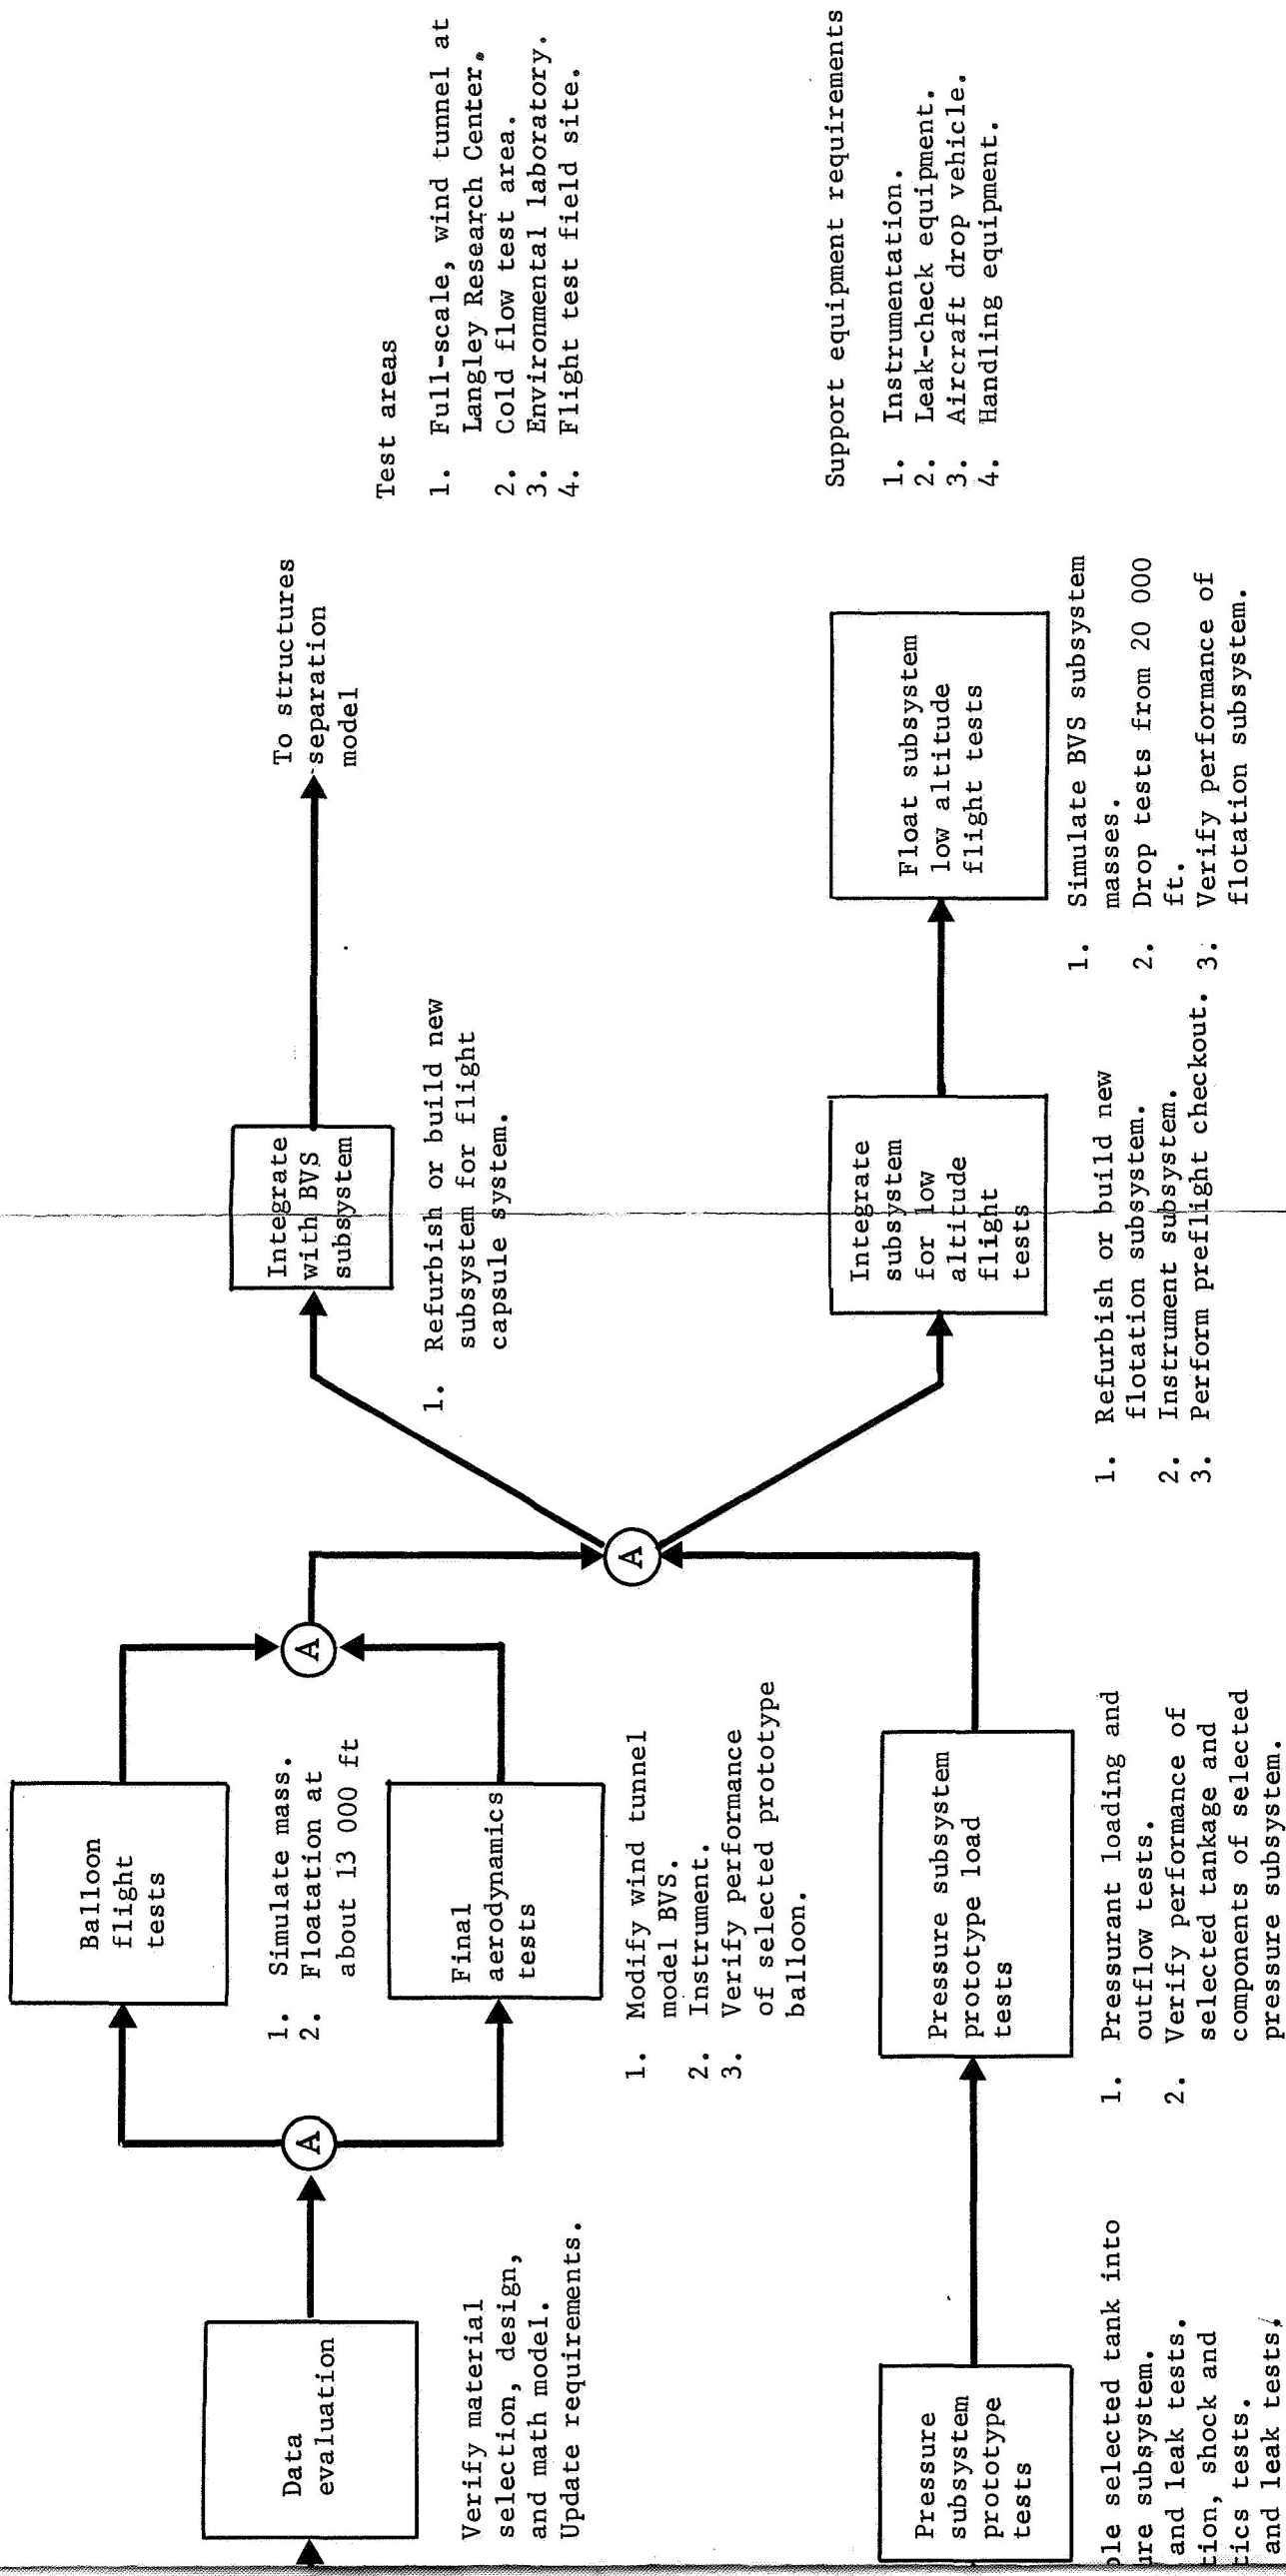 Data
evaluation
Verify material
selection, design,
and math model.
Update requirements.
A
Balloon
flight
tests
1. Simulate mass.
2. Floatation at
about 13 000 ft
Final
aerodynamics
tests
1. Modify wind tunnel
model BVS.
2. Instrument.
3. Verify performance
of selected prototype
balloon.
A
Pressure
subsystem
prototype
tests
selected tank into
subsystem.
and leak tests.
shock and
tests.
and leak tests.
Pressure subsystem
prototype load
tests
1. Pressurant loading and
outflow tests.
2. Verify performance of
selected tankage and
components of selected
pressure subsystem.
A
Integrate
with BVS
subsystem
1. Refurbish or build new
subsystem for flight
capsule system.
To structures
separation
model
Integrate
subsystem
for low
altitude
flight
tests
1. Refurbish or build new
flotation subsystem.
2. Instrument subsystem.
3. Perform preflight checkout.
Float subsystem
low altitude
flight tests
1. Simulate BVS subsystem
masses.
2. Drop tests from 20 000
ft.
3. Verify performance of
flotation subsystem.
Test areas
1. Full-scale, wind tunnel at
Langley Research Center.
2. Cold flow test area.
3. Environmental laboratory.
4. Flight test field site.
Support equipment requirements
1. Instrumentation.
2. Leak-check equipment.
3. Aircraft drop vehicle.
4. Handling equipment.